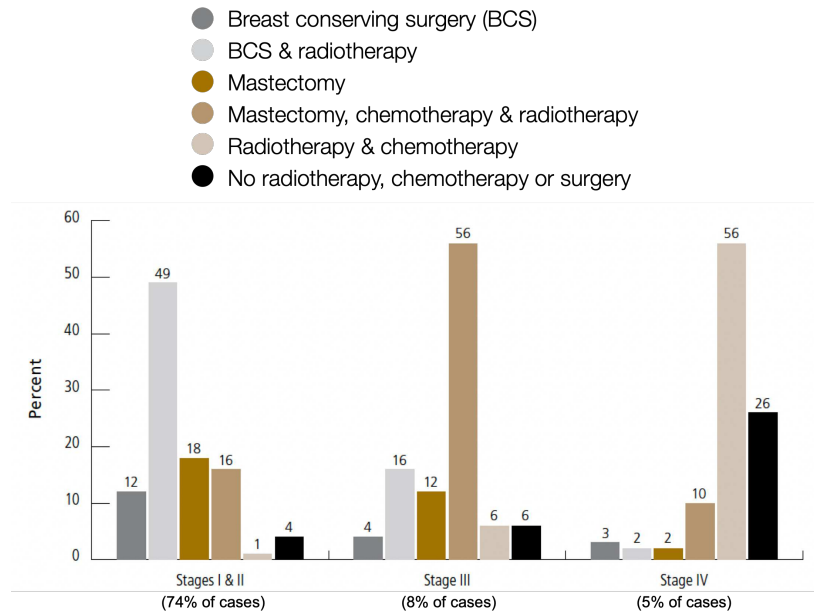 Breast conserving surgery (BCS)
BCS & radiotherapy
Mastectomy
Mastectomy, chemotherapy & radiotherapy
Radiotherapy & chemotherapy
No radiotherapy, chemotherapy or surgery
Percent
60
50
40
30
20
10
0
12
49
18
16
1
4
4
16
12
56
6
6
3
2
2
10
56
26
Stages I & II
(74% of cases)
Stage III
(8% of cases)
Stage IV
(5% of cases)